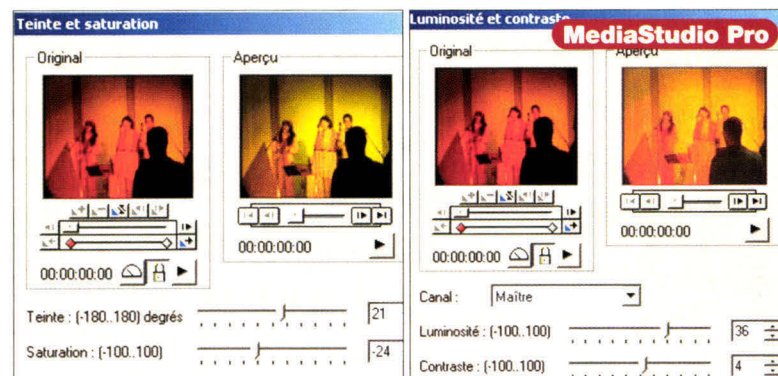 Teinte et saturation
Original
Aperçu
00:00:00:00
00:00:00:00
Teinte : (-180..180) degrés
21
Saturation : (-100..100)
-24
Luminosité et contraste
MediaStudio Pro
Original
Aperçu
00:00:00:00
00:00:00:00
Canal :
Maître
Luminosité : (-100..100)
36
Contraste : (-100..100)
4